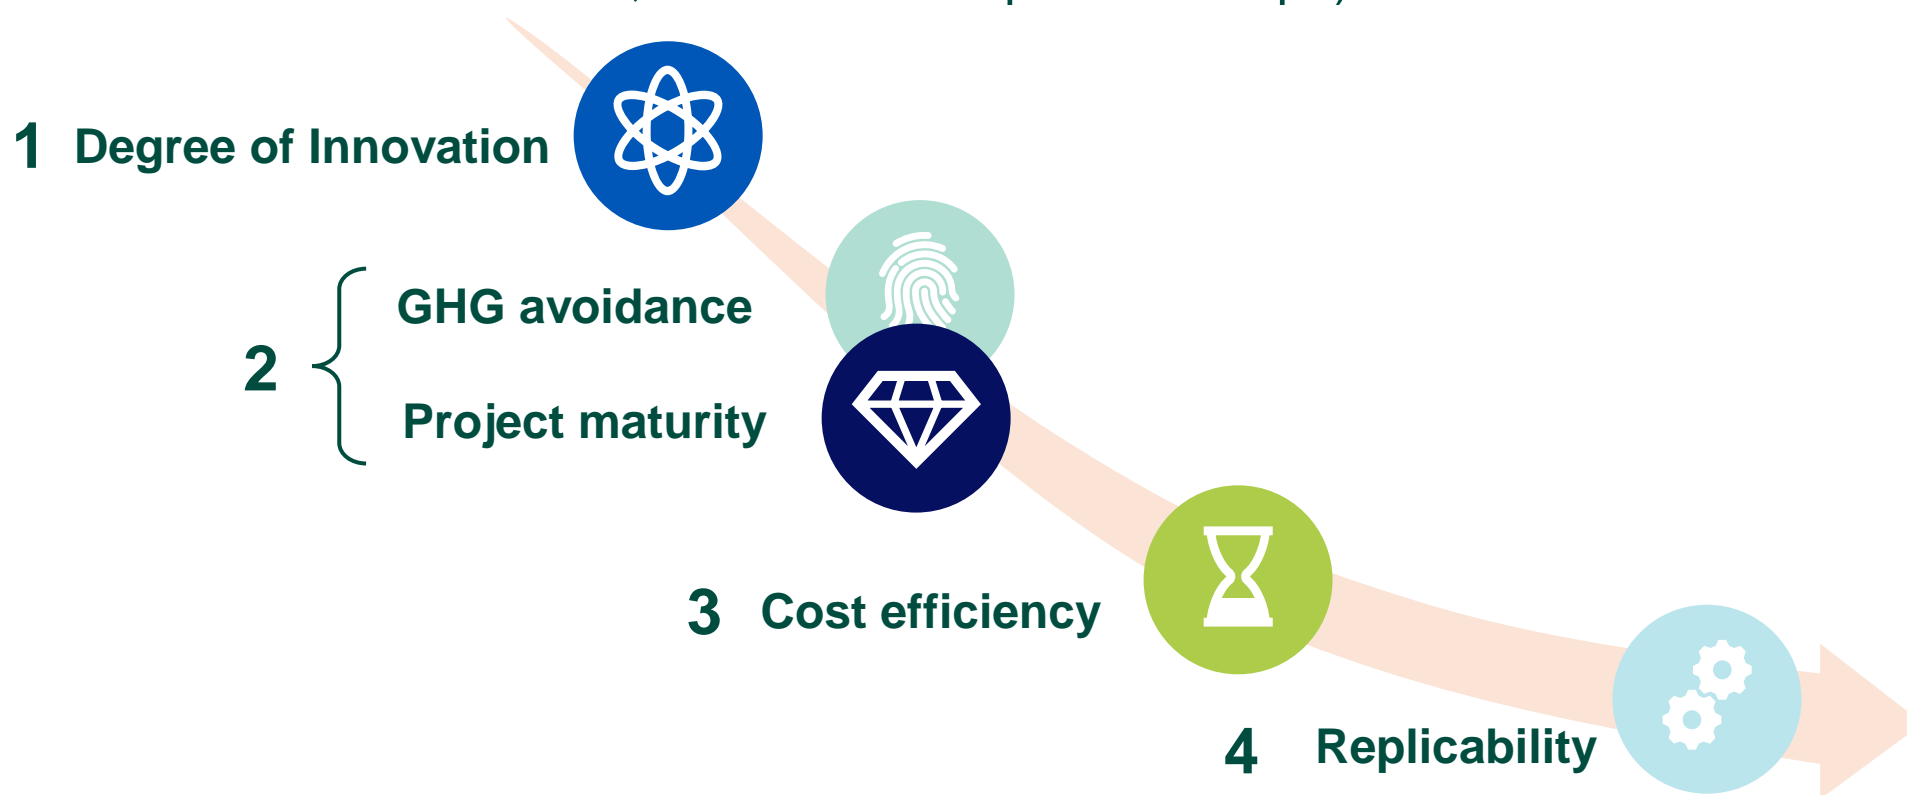 1 Degree of Innovation
GHG avoidance
2
Project maturity
3 Cost efficiency
4 Replicability